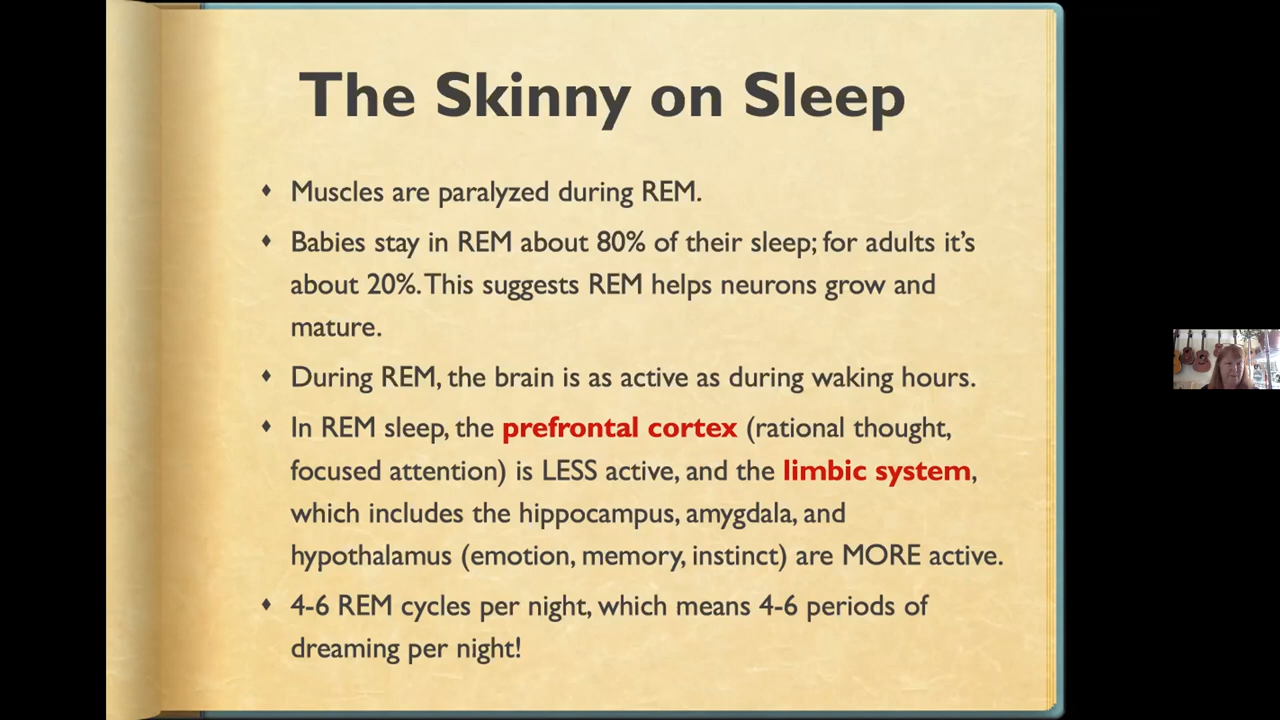 The Skinny on Sleep
Muscles are paralyzed during REM.
Babies stay in REM about 80% of their sleep; for adults it’s
about 20%. This suggests REM helps neurons grow and
mature.
During REM, the brain is as active as during waking hours.
In REM sleep, the prefrontal cortex (rational thought,
focused attention) is LESS active, and the limbic system,
which includes the hippocampus, amygdala, and
hypothalamus (emotion, memory, instinct) are MORE active.
4-6 REM cycles per night, which means 4-6 periods of
dreaming per night!